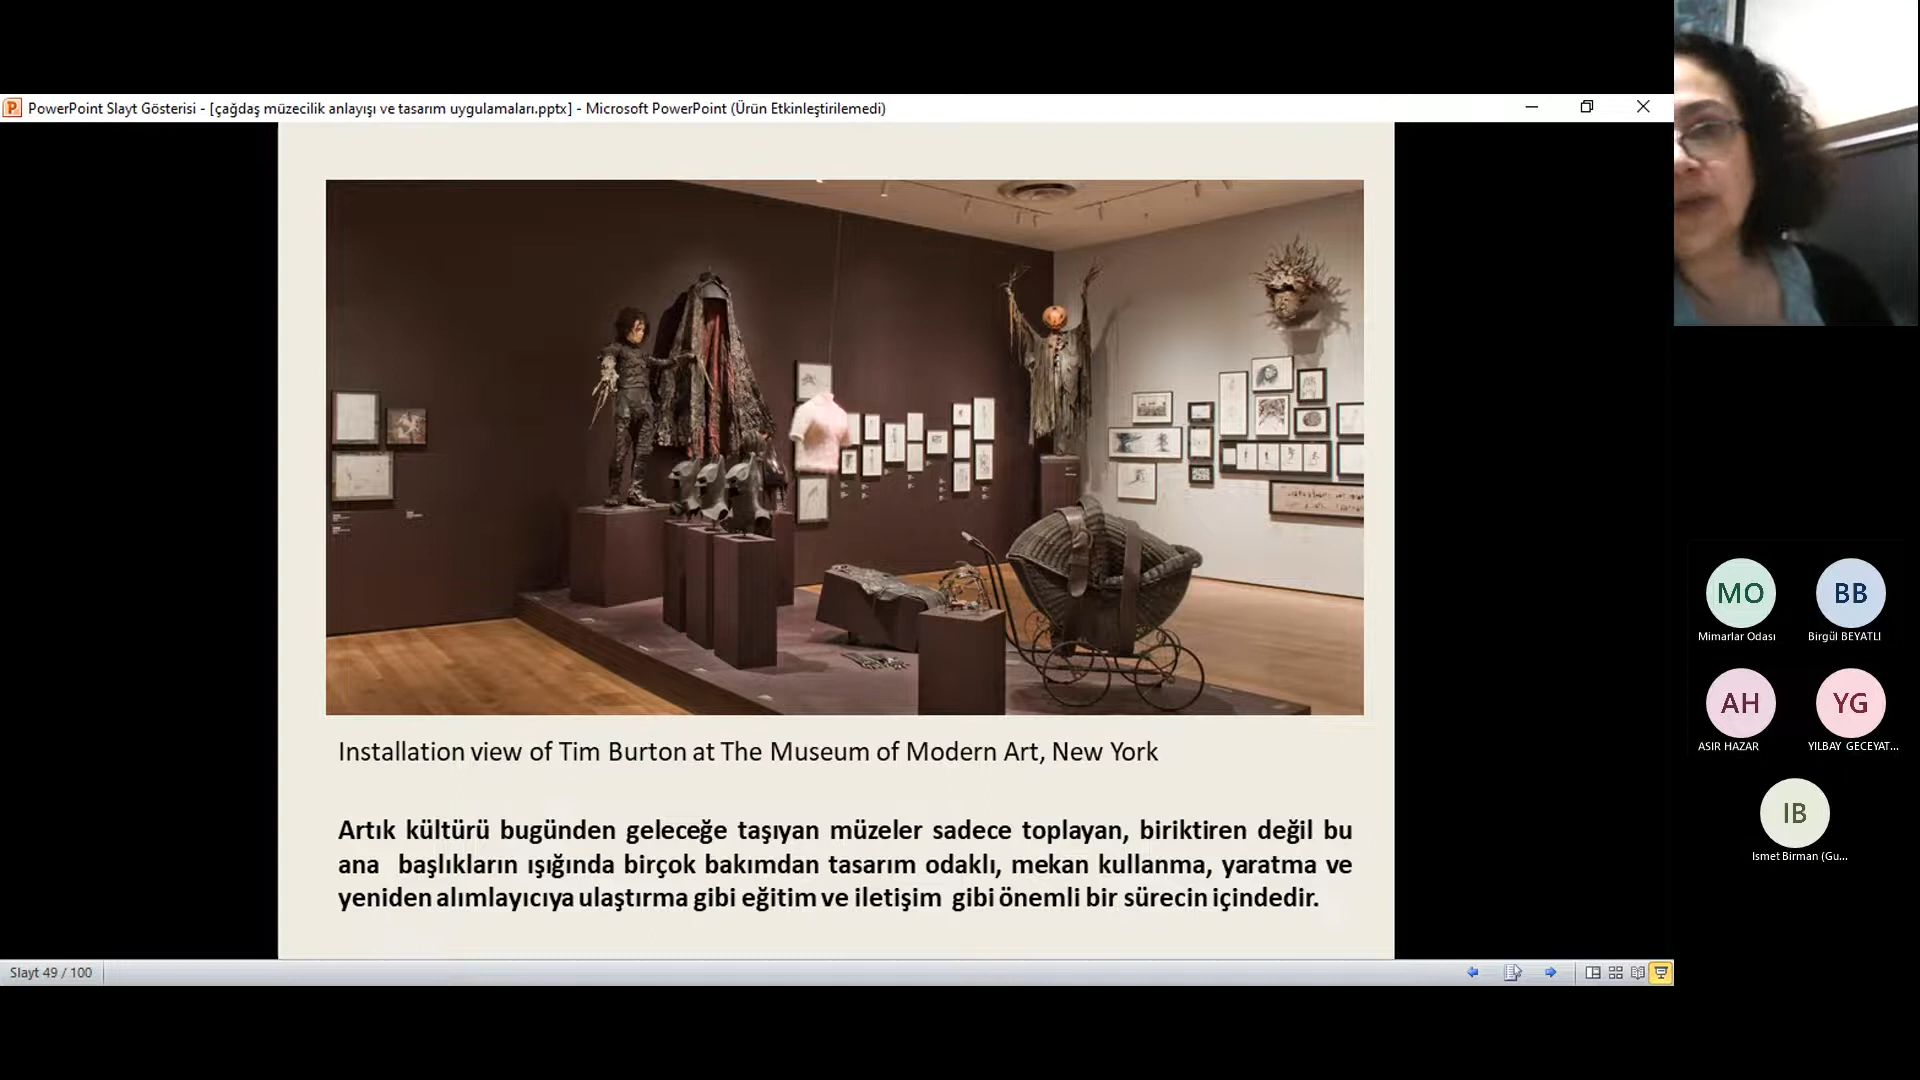 PowerPoint Slayt Gösterisi - [çağdaş müzecilik anlayışı ve tasarım uygulamaları.pptx] - Microsoft PowerPoint (Ürün Etkinleştirilemedi)
Installation view of Tim Burton at The Museum of Modern Art, New York
Artık kültürü bugünden geleceğe taşıyan müzeler sadece toplayan, biriktiren değil bu
ana başlıkların ışığında birçok bakımdan tasarım odaklı, mekan kullanma, yaratma ve
yeniden alımlayıcıya ulaştırma gibi eğitim ve iletişim gibi önemli bir sürecin içindedir.
Slayt 49 / 100
MO
Mimarlar Odası
BB
Birgül BEYATLI
AH
ASIR HAZAR
YG
YILBAY GECEYAT...
IB
Ismet Birman (Gu...